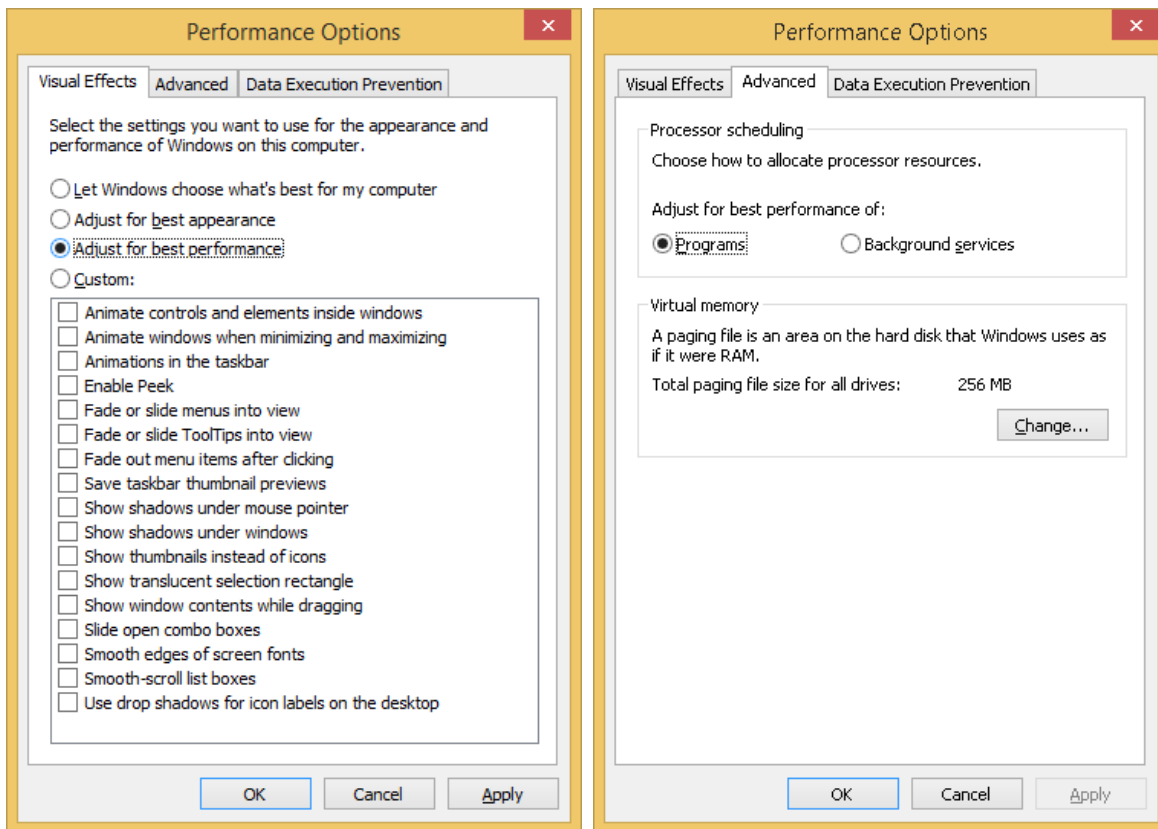 Performance Options
Visual Effects
Advanced
Data Execution Prevention
Select the settings you want to use for the appearance and
performance of Windows on this computer.
Let Windows choose what's best for my computer
Adjust for best appearance
Adjust for best performance
Custom:
Animate controls and elements inside windows
Animate windows when minimizing and maximizing
Animations in the taskbar
Enable Peek
Fade or slide menus into view
Fade or slide ToolTips into view
Fade out menu items after clicking
Save taskbar thumbnail previews
Show shadows under mouse pointer
Show shadows under windows
Show thumbnails instead of icons
Show translucent selection rectangle
Show window contents while dragging
Slide open combo boxes
Smooth edges of screen fonts
Smooth-scroll list boxes
Use drop shadows for icon labels on the desktop
OK
Cancel
Apply
Performance Options
Visual Effects
Advanced
Data Execution Prevention
Processor scheduling
Choose how to allocate processor resources.
Adjust for best performance of:
Programs
Background services
Virtual memory
A paging file is an area on the hard disk that Windows uses as
if it were RAM.
Total paging file size for all drives: 256 MB
Change...
OK
Cancel
Apply